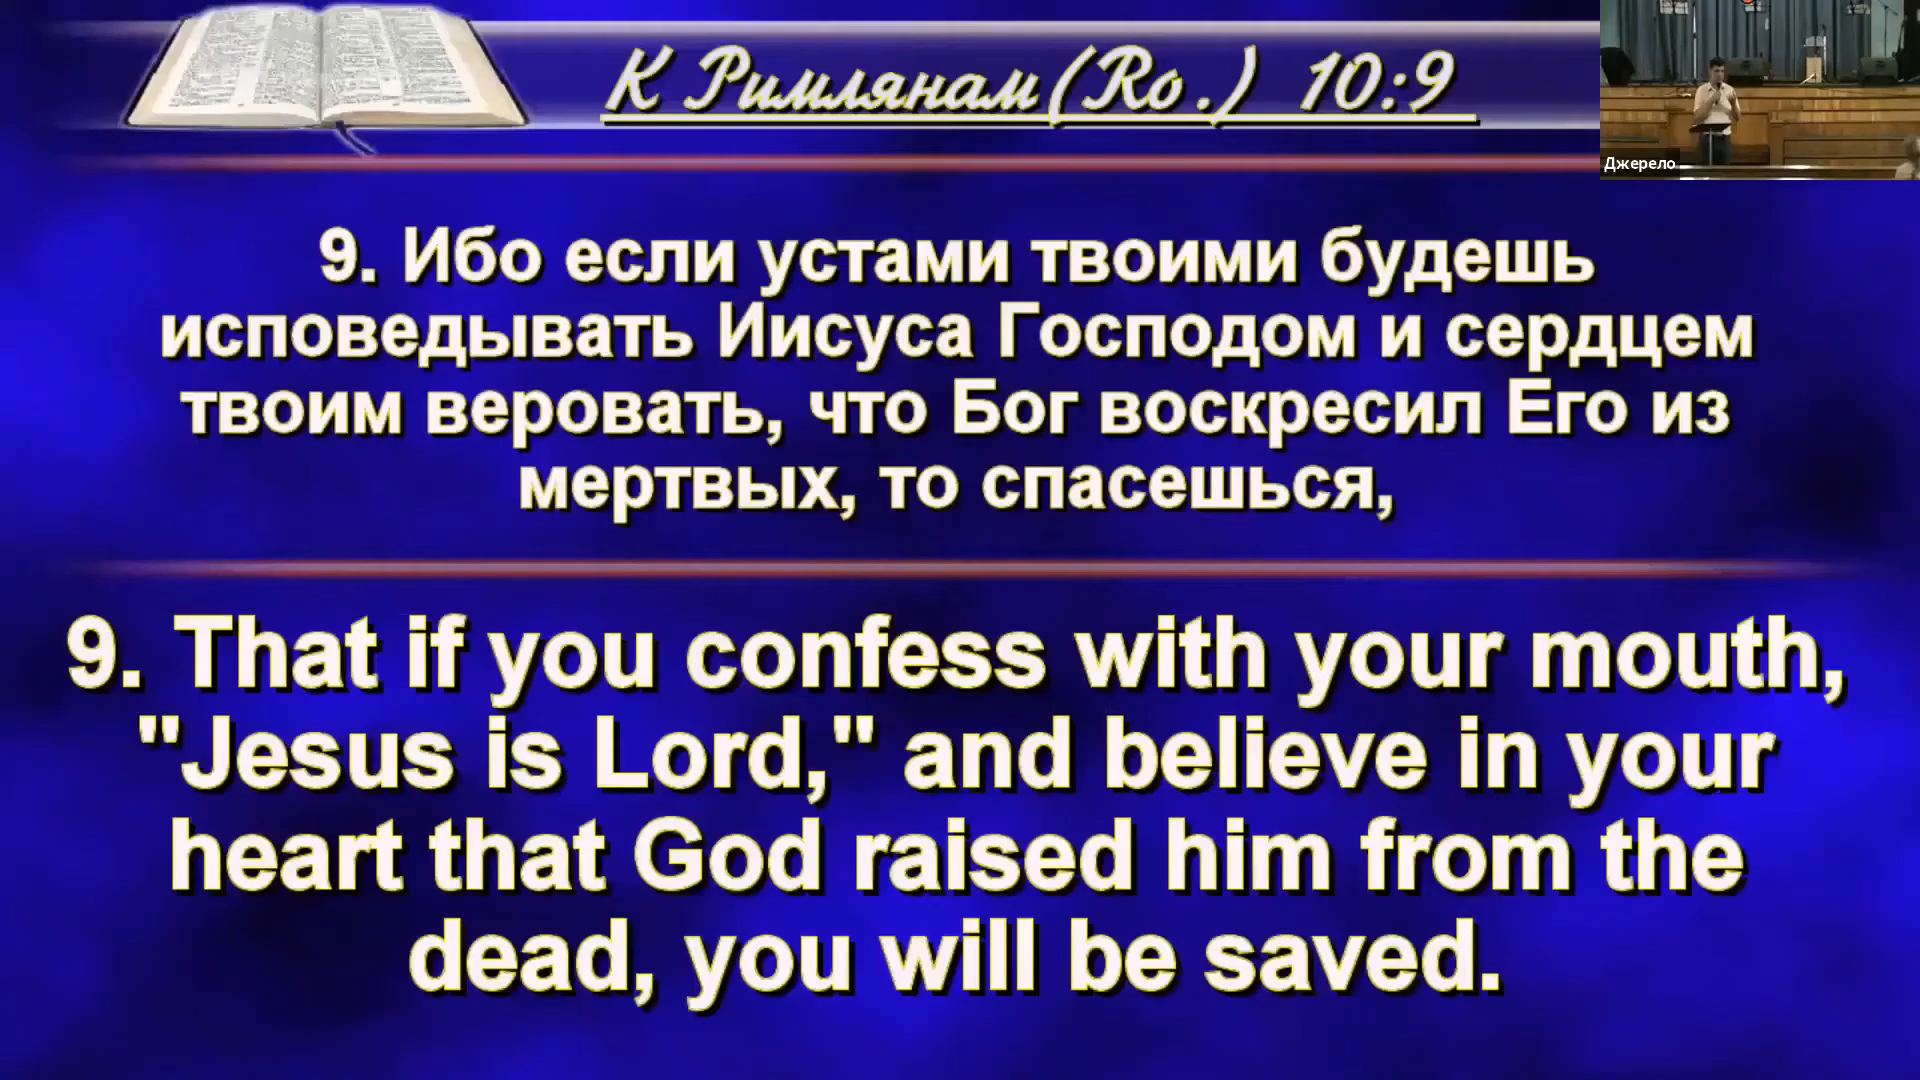 К Римлянам(Ro.) 10:9
Джерело
9. Ибо если устами твоими будешь
исповедывать Иисуса Господом и сердцем
твоим веровать, что Бог воскресил Его из
мертвых, то спасешься,
9. That if you confess with your mouth,
"Jesus is Lord," and believe in your
heart that God raised him from the
dead, you will be saved.